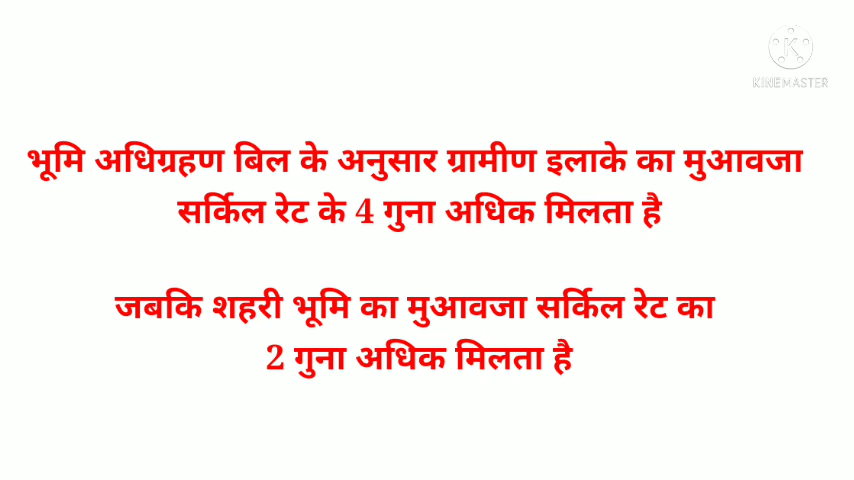 KINEMASTER
भूमि अधिग्रहण बिल के अनुसार ग्रामीण इलाके का मुआवजा
सर्किल रेट के 4 गुना अधिक मिलता है
जबकि शहरी भूमि का मुआवजा सर्किल रेट का
2 गुना अधिक मिलता है